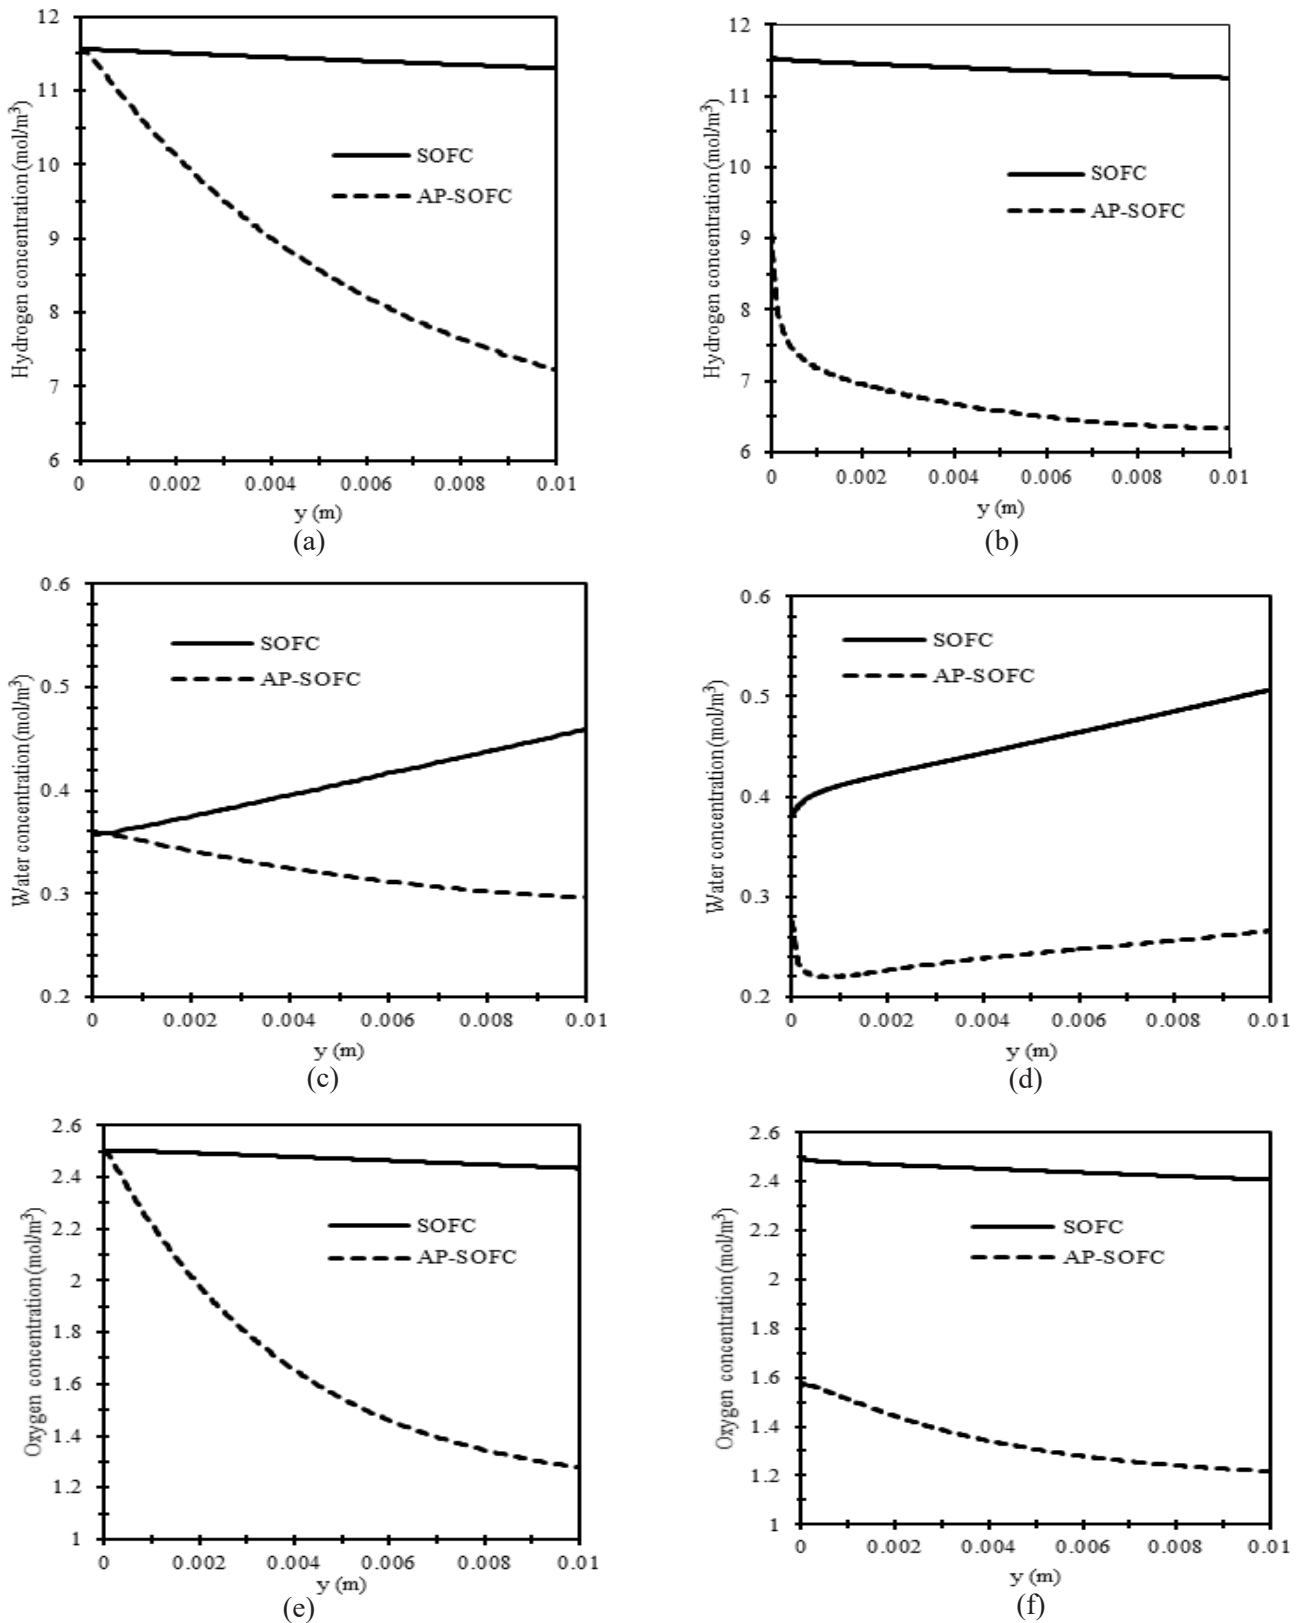 12
11
10
9
8
7
6
Hydrogen concentration (mol/m³)
SOFC
AP-SOFC
0 0.002 0.004 0.006 0.008 0.01
y (m)
(a)
12
11
10
9
8
7
6
Hydrogen concentration (mol/m³)
SOFC
AP-SOFC
0 0.002 0.004 0.006 0.008 0.01
y (m)
(b)
0.6
0.5
0.4
0.3
0.2
Water concentration (mol/m³)
SOFC
AP-SOFC
0 0.002 0.004 0.006 0.008 0.01
y (m)
(c)
0.6
0.5
0.4
0.3
0.2
Water concentration (mol/m³)
SOFC
AP-SOFC
0 0.002 0.004 0.006 0.008 0.01
y (m)
(d)
2.6
2.4
2.2
2
1.8
1.6
1.4
1.2
1
Oxygen concentration (mol/m³)
SOFC
AP-SOFC
0 0.002 0.004 0.006 0.008 0.01
y (m)
(e)
2.6
2.4
2.2
2
1.8
1.6
1.4
1.2
1
Oxygen concentration (mol/m³)
SOFC
AP-SOFC
0 0.002 0.004 0.006 0.008 0.01
y (m)
(f)